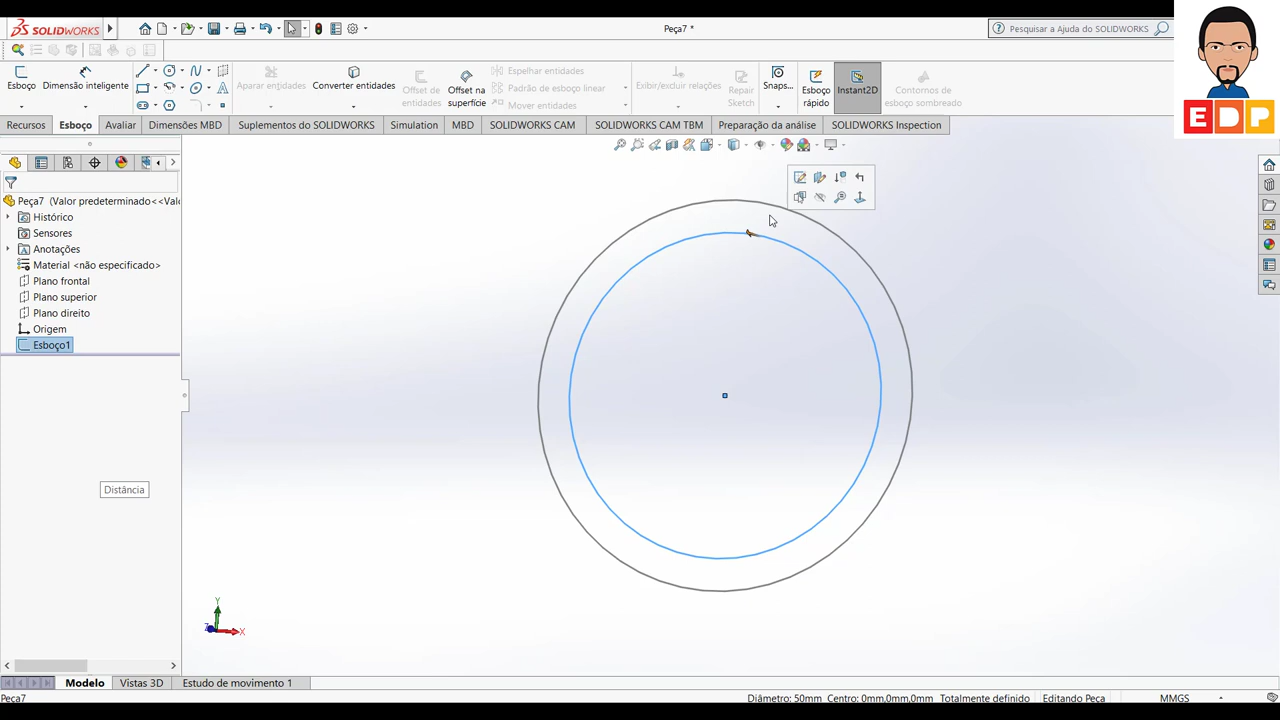 SOLIDWORKS
Peça7 *
Pesquisar a Ajuda do SOLIDWORKS
Esboço
Dimensão inteligente
Aparar entidades
Converter entidades
Offset de entidades
Offset na superfície
Espelhar entidades
Padrão de esboço linear
Mover entidades
Exibir/excluir relações
Repair Sketch
Snaps...
Esboço rápido
Instant2D
Contornos de esboço sombreado
EDP
Recursos
Esboço
Avaliar
Dimensões MBD
Suplementos do SOLIDWORKS
Simulation
MBD
SOLIDWORKS CAM
SOLIDWORKS CAM TBM
Preparação da análise
SOLIDWORKS Inspection
Peça7 (Valor predeterminado<<Valo
Histórico
Sensores
Anotações
Material <não especificado>
Plano frontal
Plano superior
Plano direito
Origem
Esboço1
Distância
Y
Z
X
Modelo
Vistas 3D
Estudo de movimento 1
Peça7
Diâmetro: 50mm Centro: 0mm,0mm,0mm
Totalmente definido
Editando Peça
MMGS